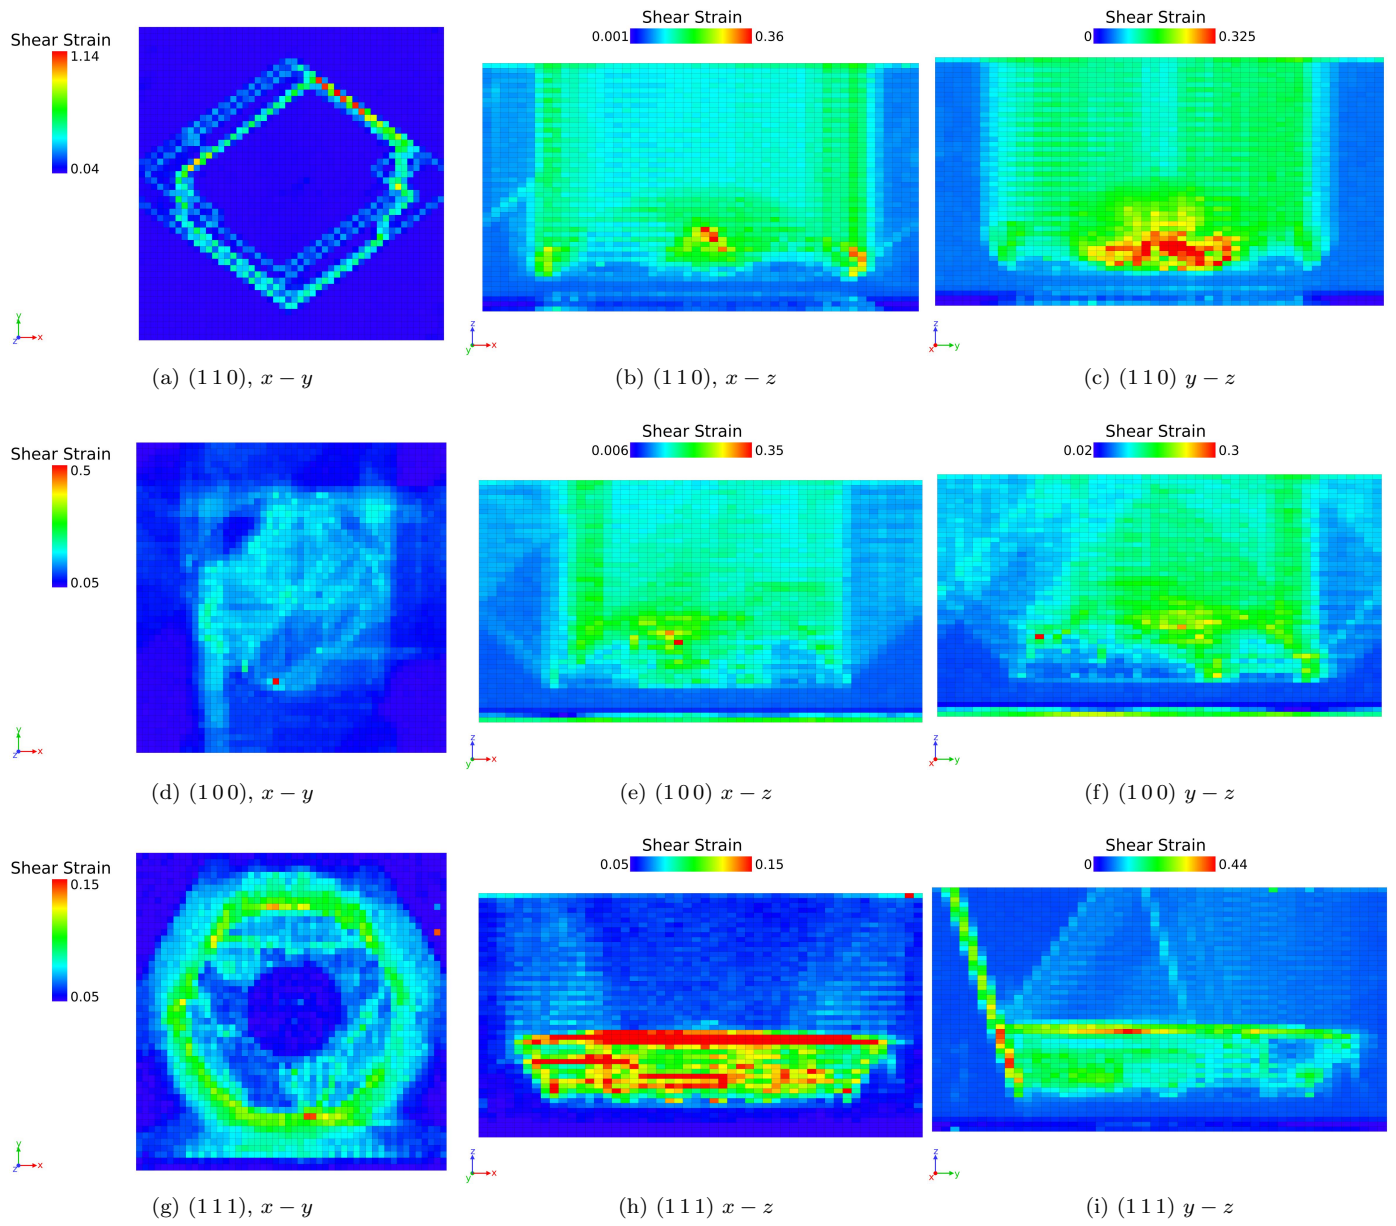 Shear Strain
1.14
0.04
y
z
x
(a) (1 1 0), x − y
Shear Strain
0.001
0.36
z
y
x
(b) (1 1 0), x − z
Shear Strain
0
0.325
z
x
y
(c) (1 1 0) y − z
Shear Strain
0.5
0.05
y
z
x
(d) (1 0 0), x − y
Shear Strain
0.006
0.35
z
y
x
(e) (1 0 0) x − z
Shear Strain
0.02
0.3
z
x
y
(f) (1 0 0) y − z
Shear Strain
0.15
0.05
y
z
x
(g) (1 1 1), x − y
Shear Strain
0.05
0.15
z
y
x
(h) (1 1 1) x − z
Shear Strain
0
0.44
z
x
y
(i) (1 1 1) y − z